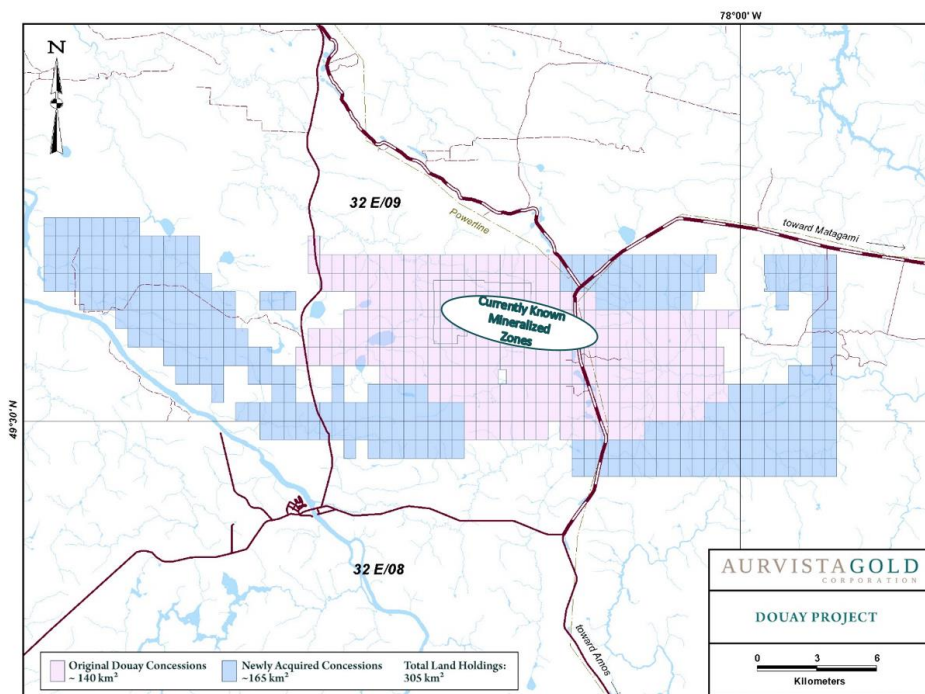 78°00' W
N
32 E/09
Powerline
toward Matagami
Currently Known
Mineralized
Zones
49°30' N
32 E/08
toward Amos
AURVISTAGOLD
CORPORATION
DOUAY PROJECT
0 3 6
Kilometers
Original Douay Concessions
~ 140 km²
Newly Acquired Concessions
~165 km²
Total Land Holdings:
305 km²